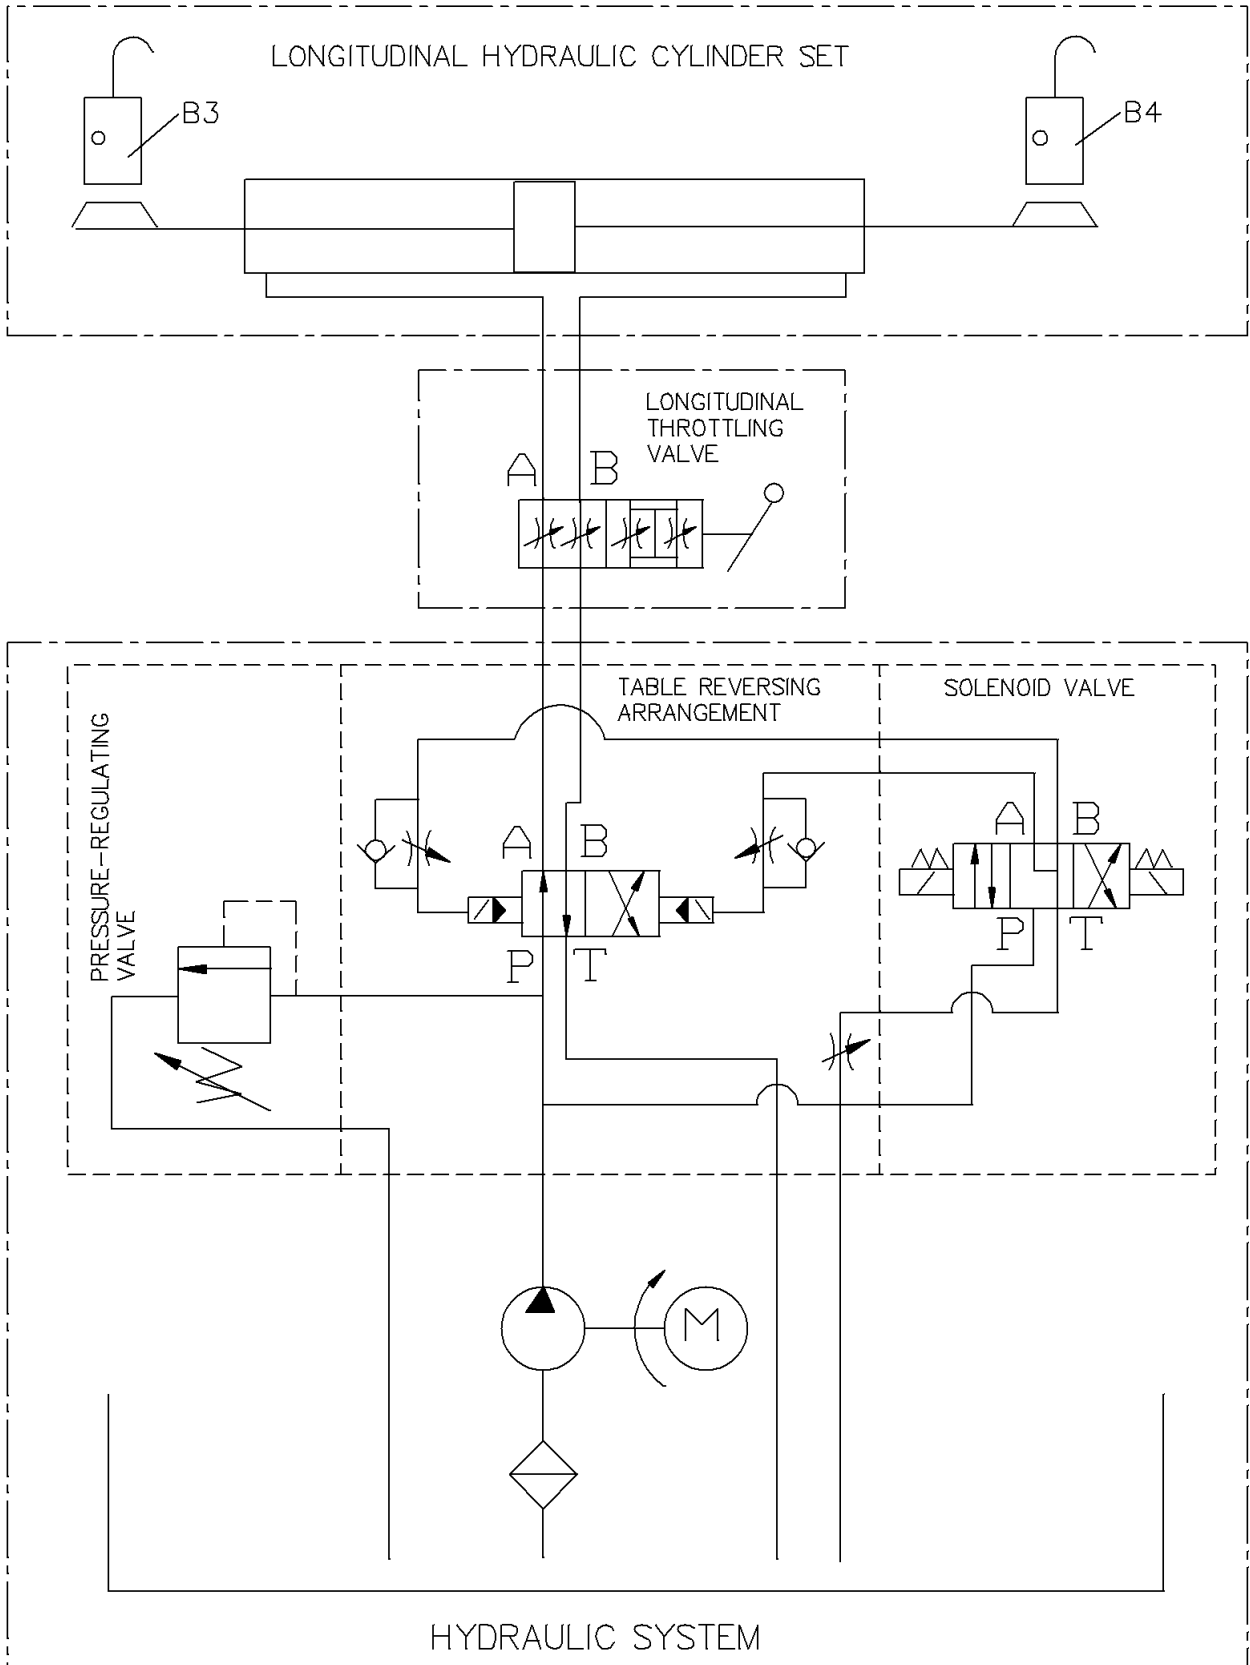 LONGITUDINAL HYDRAULIC CYLINDER SET
B3
B4
LONGITUDINAL
THROTTLING
VALVE
A B
TABLE REVERSING
ARRANGEMENT
SOLENOID VALVE
PRESSURE-REGULATING
VALVE
A B
A B
P T
P T
M
HYDRAULIC SYSTEM